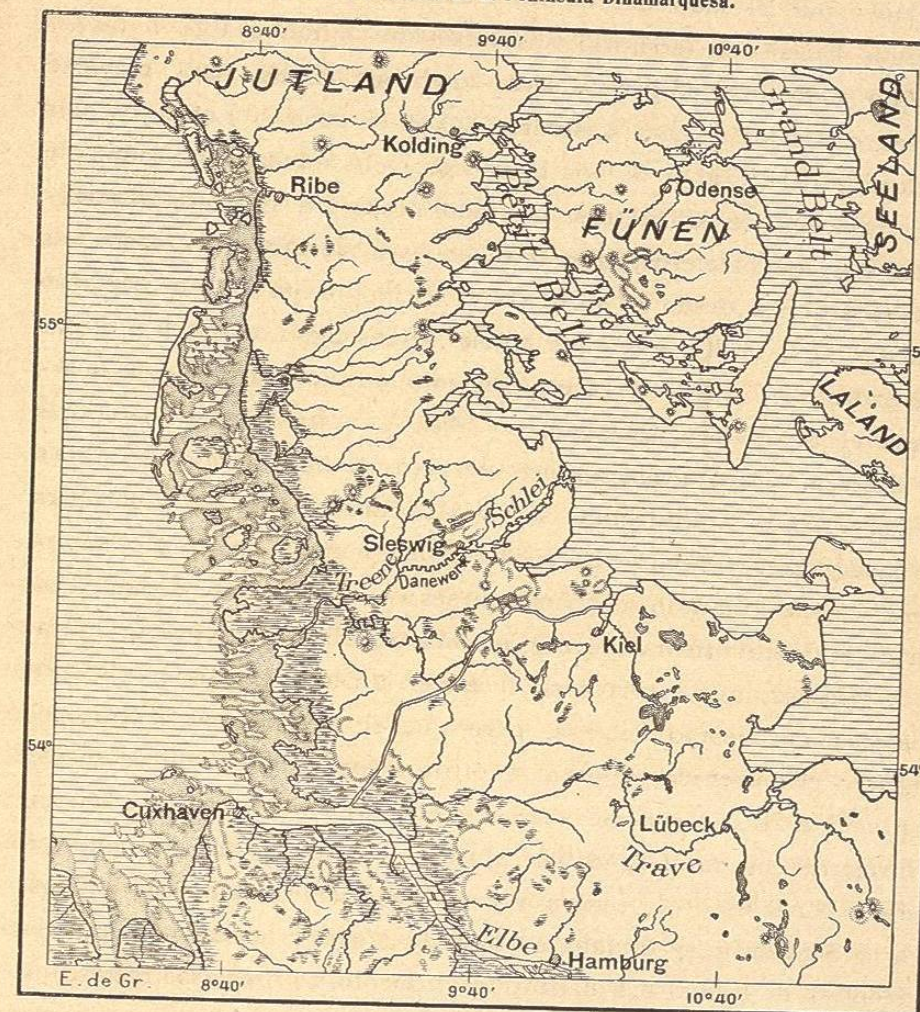 Dinamarquesa.
8°40′ 9°40′ 10°40′
JUTLAND
Grand Belt
SEELAND
Kolding
Ribe
Petit Belt
Odense
FÜNEN
55°
LALAND
Schlei
Sleswig
Treene
Danewerk
Kiel
54°
54°
Cuxhaven
Lübeck
Trave
Elbe
Hamburg
E. de Gr.
8°40′ 9°40′ 10°40′